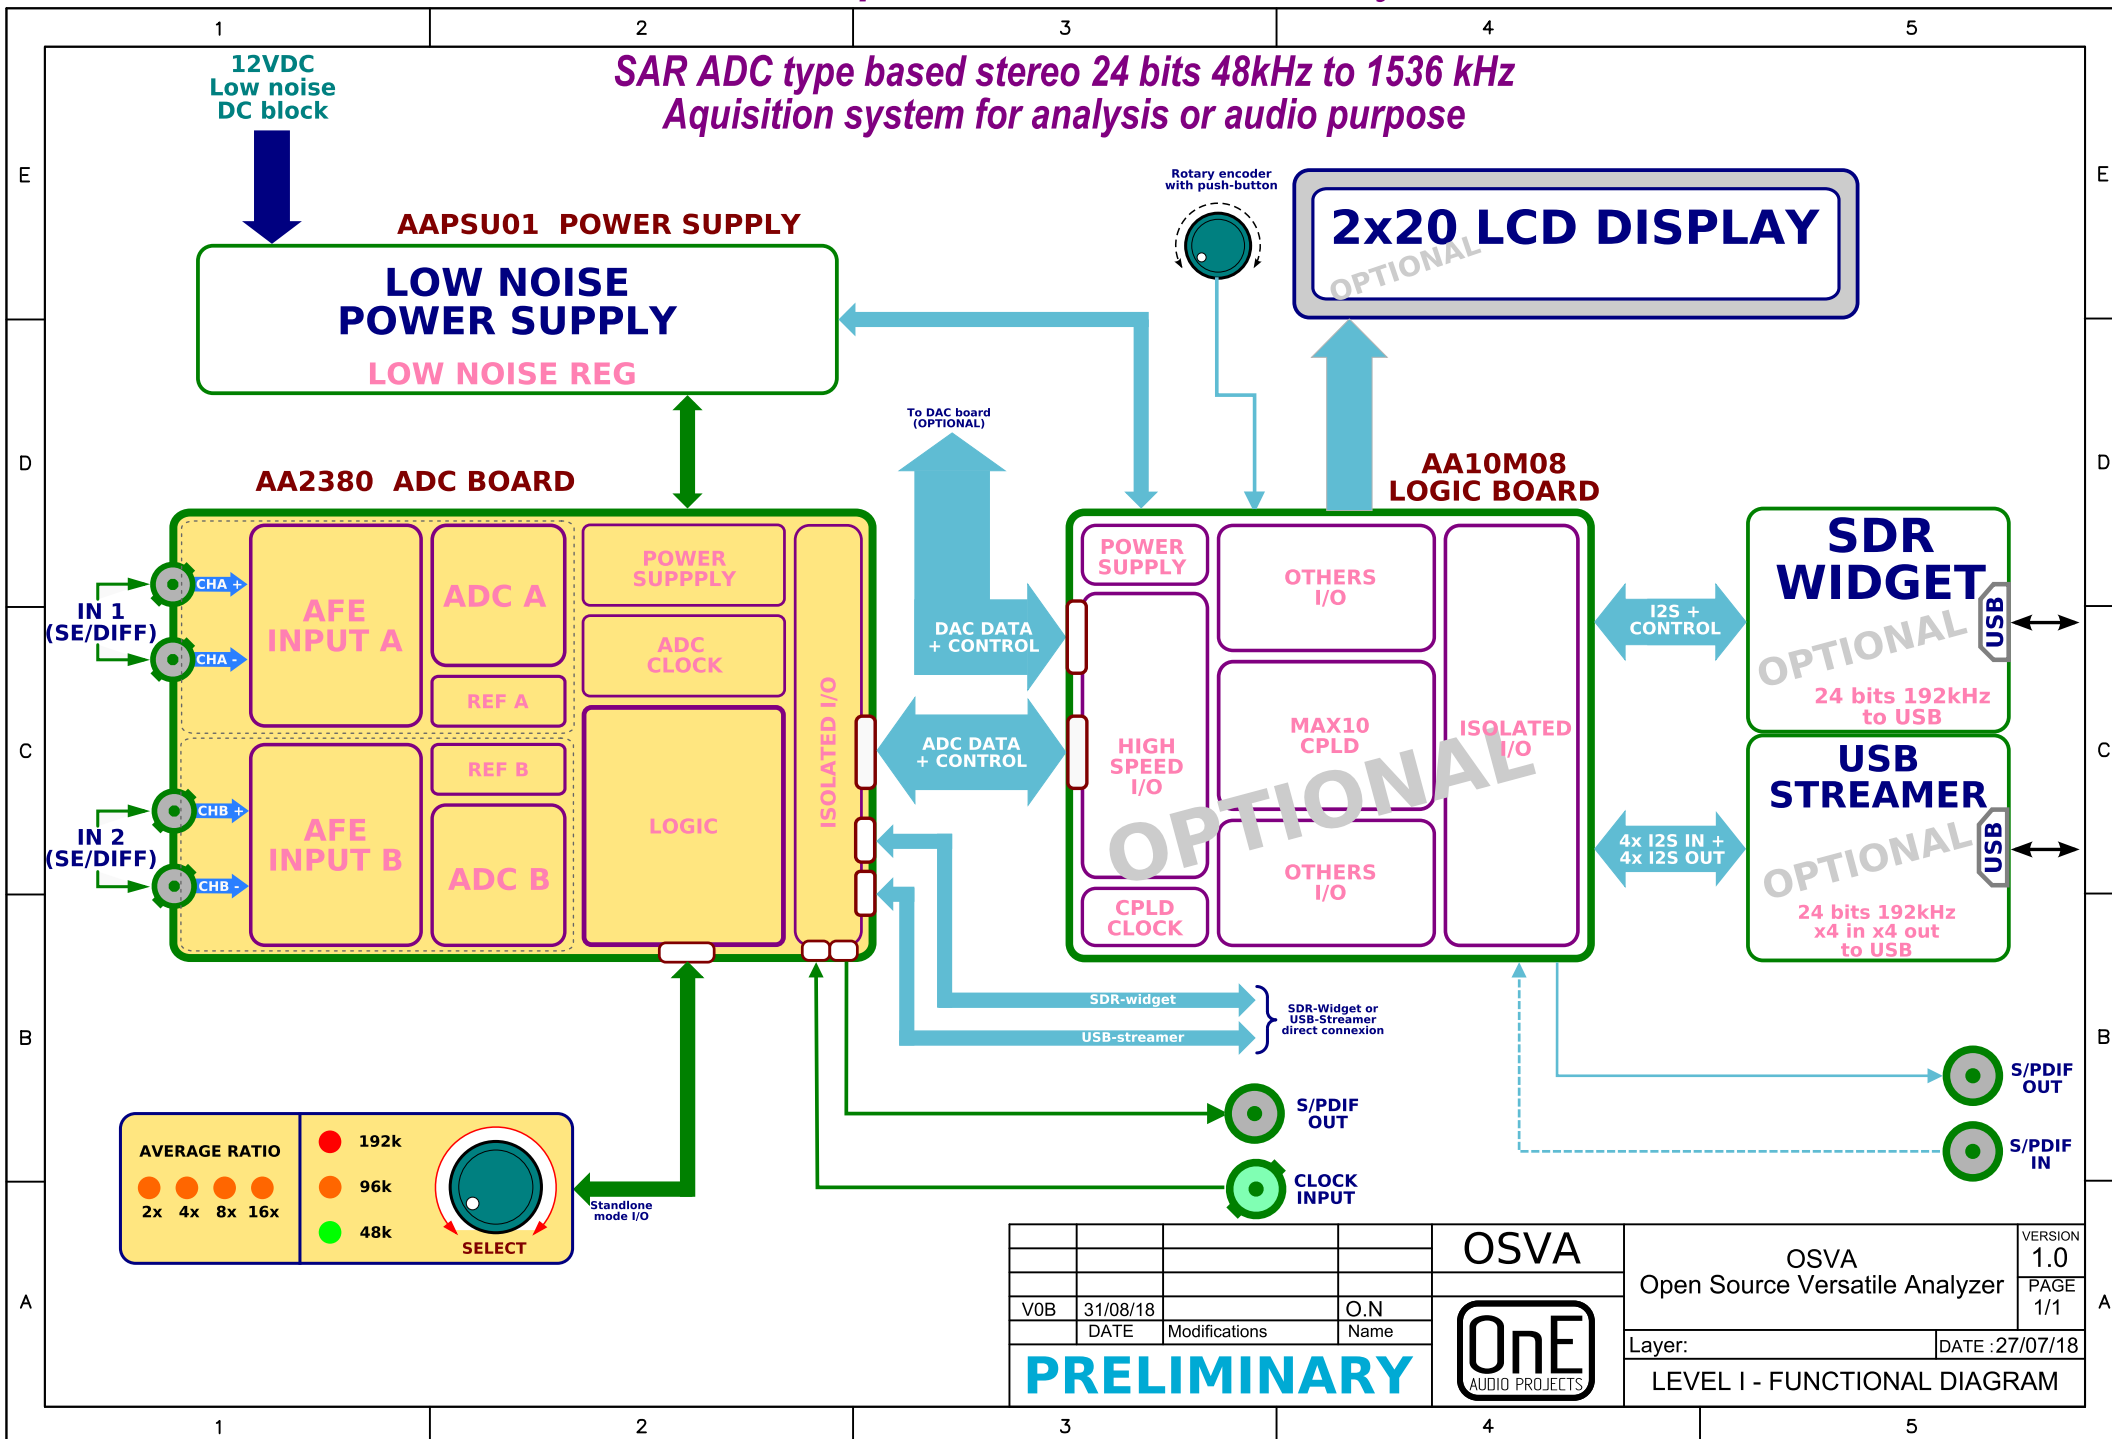 1
2
3
4
5
12VDC
Low noise
DC block
SAR ADC type based stereo 24 bits 48kHz to 1536 kHz
Aquisition system for analysis or audio purpose
E
E
Rotary encoder
with push-button
2x20 LCD DISPLAY
OPTIONAL
AAPSU01 POWER SUPPLY
LOW NOISE
POWER SUPPLY
LOW NOISE REG
D
D
To DAC board
(OPTIONAL)
AA2380 ADC BOARD
AFE
INPUT A
ADC A
REF A
AFE
INPUT B
REF B
ADC B
POWER
SUPPPLY
ADC
CLOCK
LOGIC
ISOLATED I/O
IN 1
(SE/DIFF)
CHA +
CHA -
IN 2
(SE/DIFF)
CHB +
CHB -
C
C
DAC DATA
+ CONTROL
ADC DATA
+ CONTROL
AA10M08
LOGIC BOARD
POWER
SUPPLY
HIGH
SPEED
I/O
CPLD
CLOCK
OTHERS
I/O
MAX10
CPLD
OTHERS
I/O
ISOLATED
I/O
OPTIONAL
I2S +
CONTROL
4x I2S IN +
4x I2S OUT
SDR
WIDGET
USB
OPTIONAL
24 bits 192kHz
to USB
USB
STREAMER
USB
OPTIONAL
24 bits 192kHz
x4 in x4 out
to USB
B
B
SDR-widget
USB-streamer
SDR-Widget or
USB-Streamer
direct connexion
S/PDIF
OUT
CLOCK
INPUT
S/PDIF
OUT
S/PDIF
IN
AVERAGE RATIO
2x 4x 8x 16x
192k
96k
48k
SELECT
Standlone
mode I/O
A
A
V0B 31/08/18 O.N
DATE Modifications Name
PRELIMINARY
OSVA
OnE
AUDIO PROJECTS
OSVA
Open Source Versatile Analyzer
VERSION
1.0
PAGE
1/1
Layer:
DATE :27/07/18
LEVEL I - FUNCTIONAL DIAGRAM
1
2
3
4
5